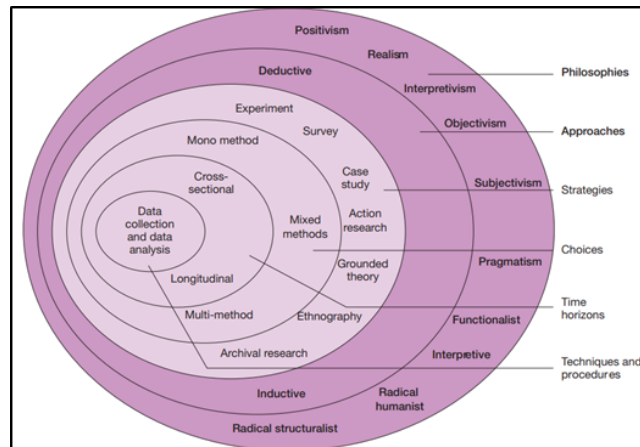 Positivism
Realism
Deductive
Philosophies
Interpretivism
Experiment
Objectivism
Approaches
Survey
Mono method
Case
study
Cross-
sectional
Subjectivism
Strategies
Data
collection
and data
analysis
Mixed
methods
Action
research
Choices
Grounded
theory
Pragmatism
Longitudinal
Time
horizons
Multi-method
Ethnography
Functionalist
Archival research
Interpretive
Techniques and
procedures
Inductive
Radical
humanist
Radical structuralist